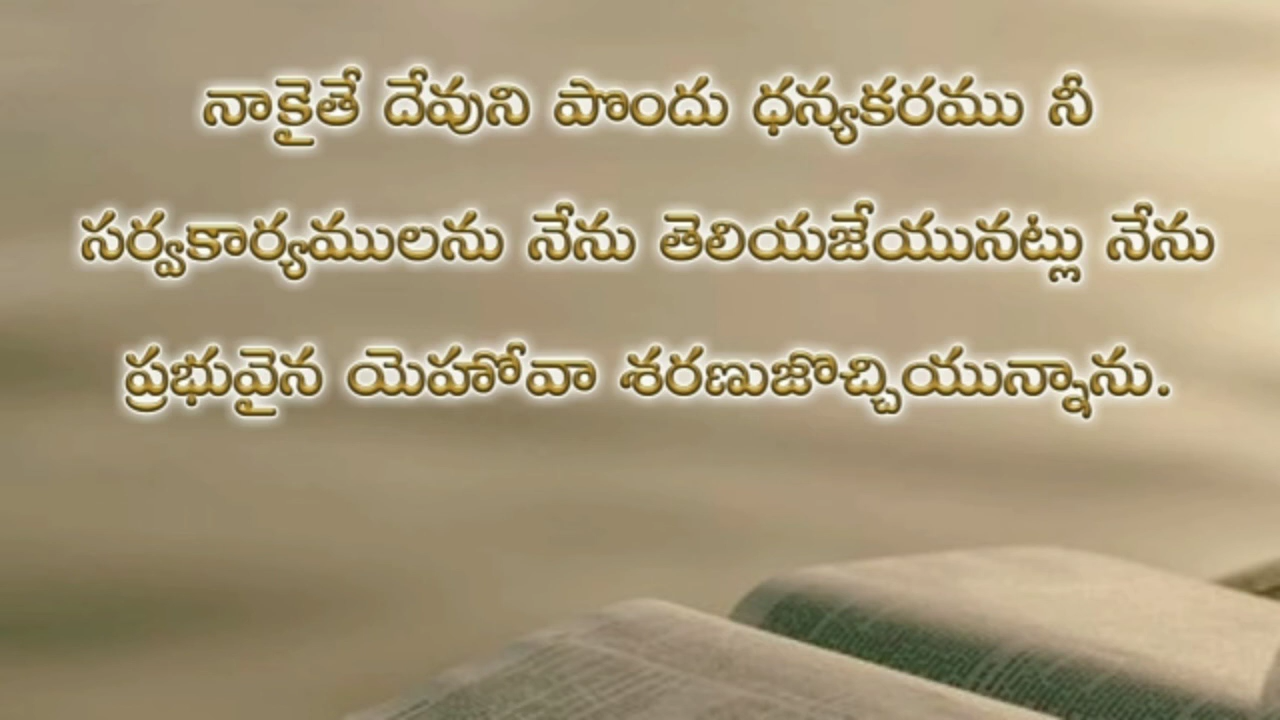 నాకైతే దేవుని పొందు ధన్యకరము నీ
సర్వకార్యములను నేను తెలియజేయునట్లు నేను
ప్రభువైన యెహోవా శరణుజొచ్చియున్నాను.